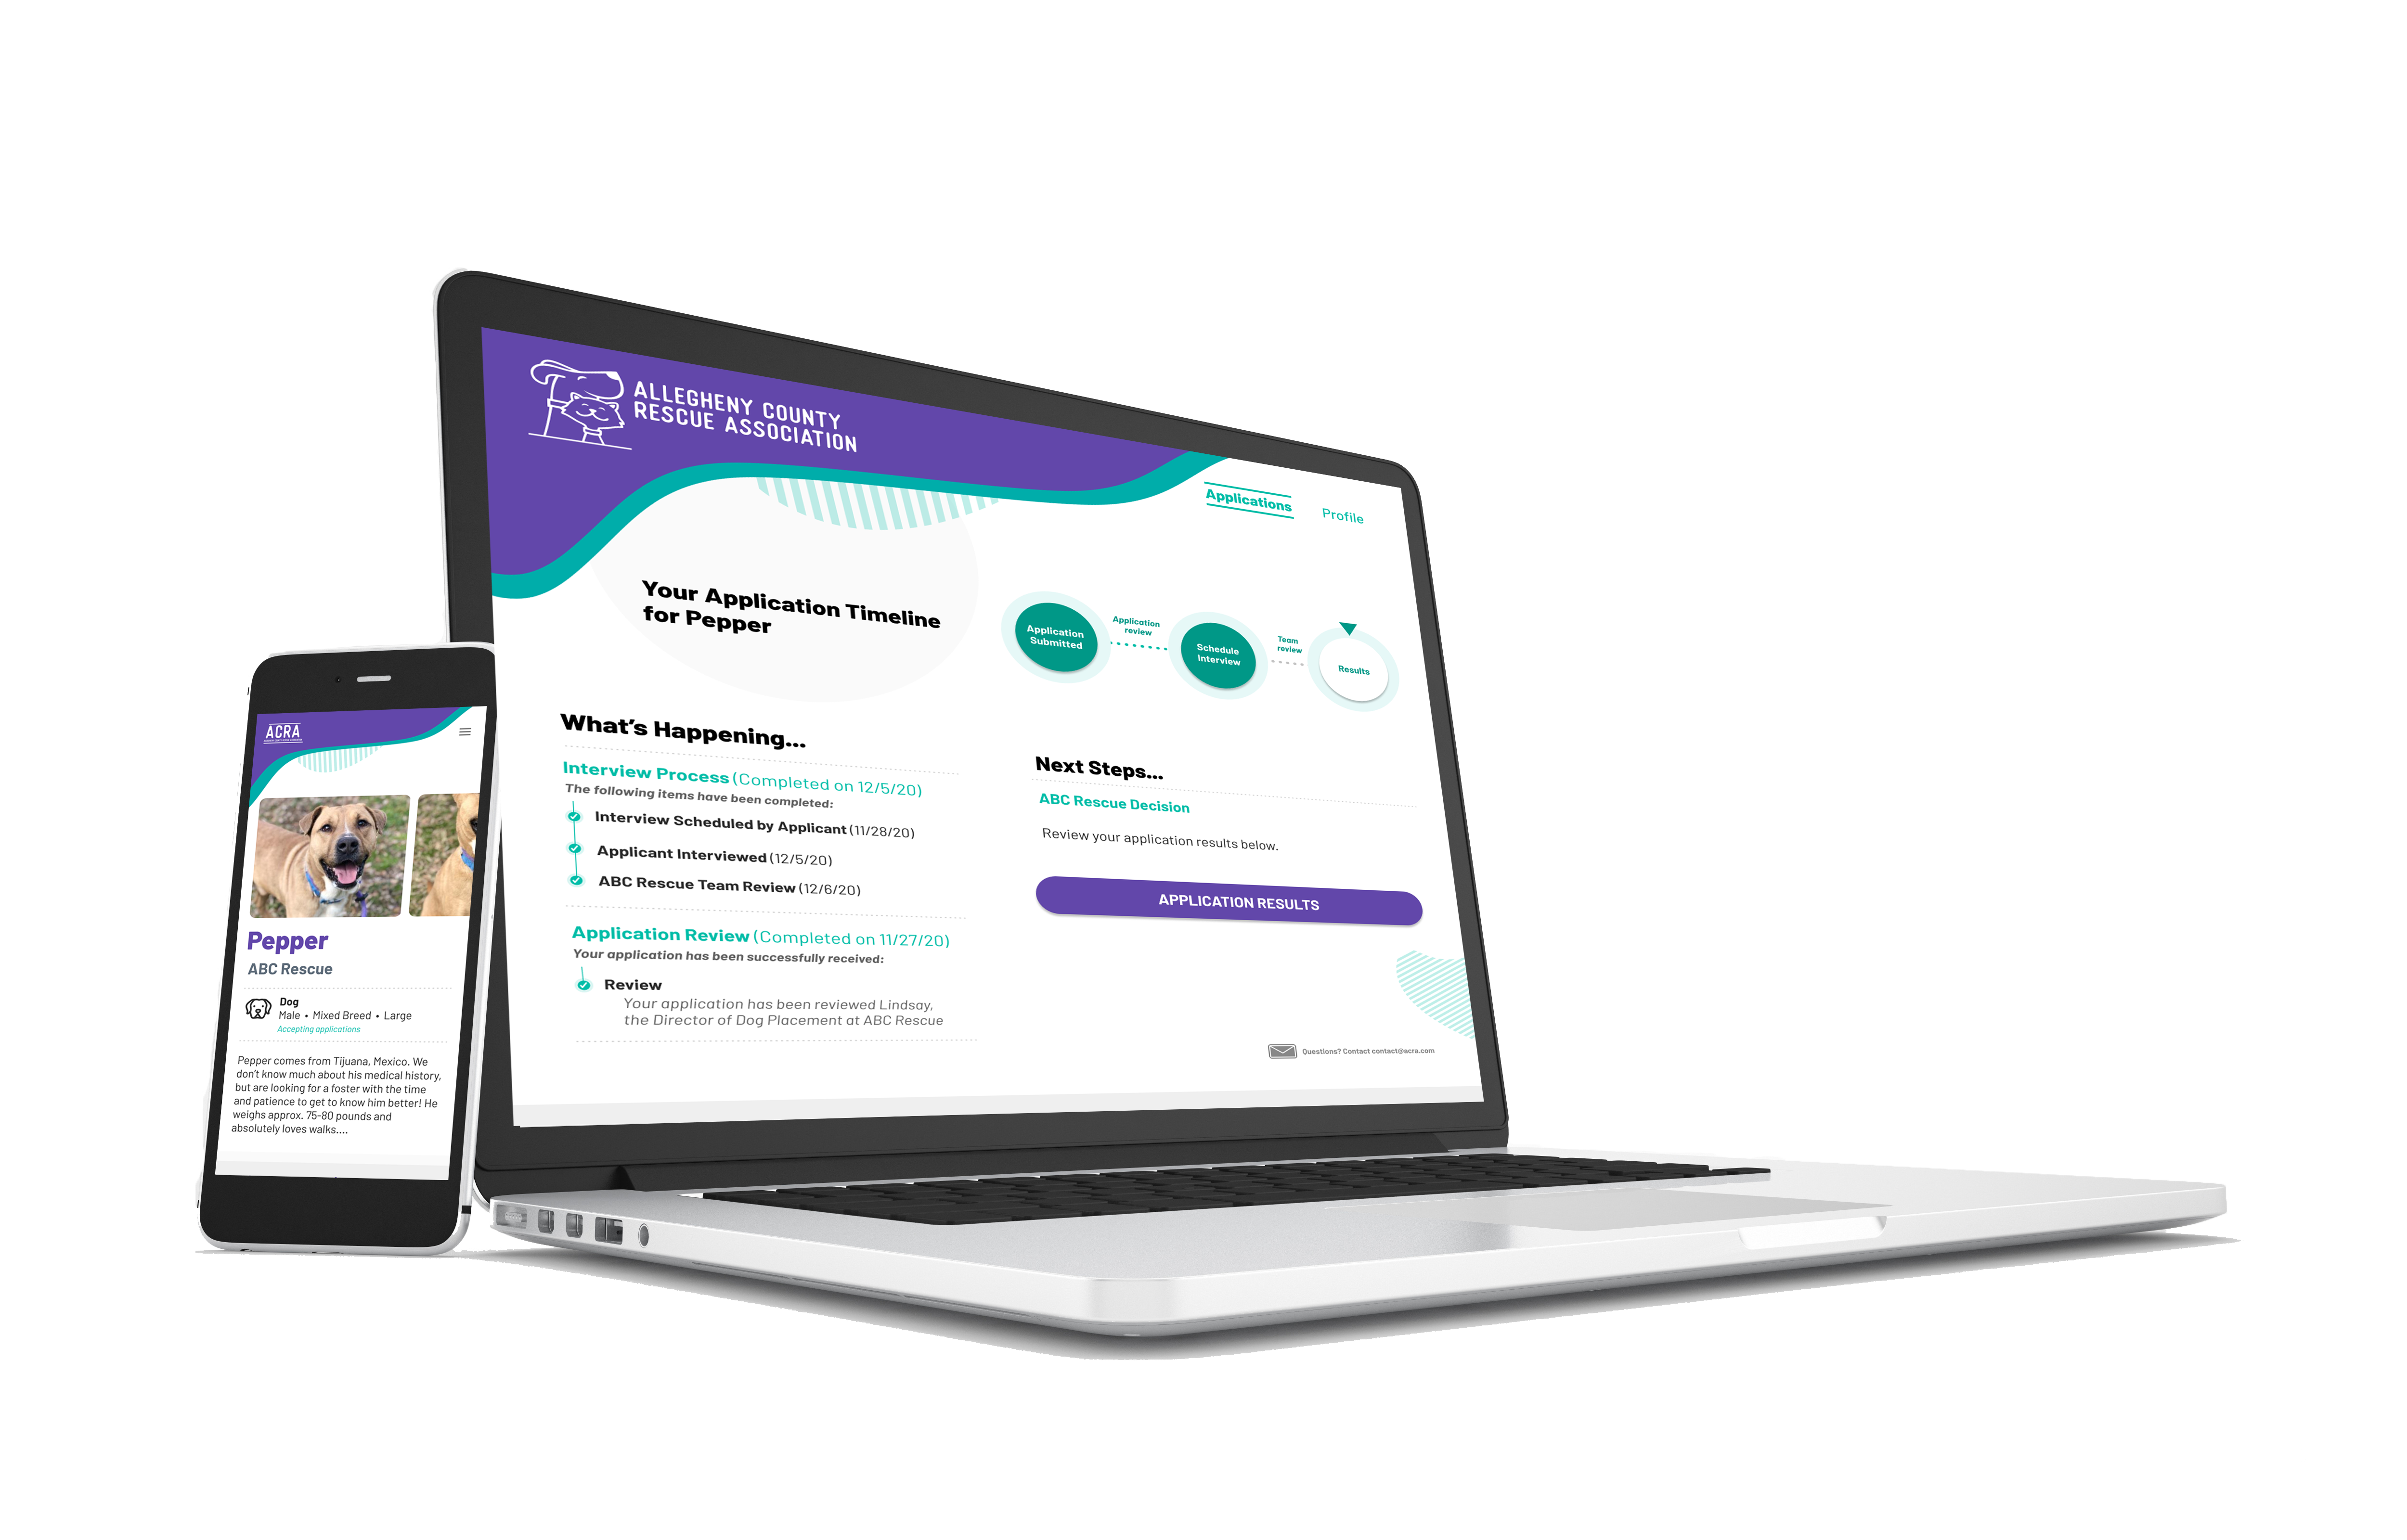 ALLEGHENY COUNTY
RESCUE ASSOCIATION
Applications
Profile
Your Application Timeline
for Pepper
Application
Submitted
Application
review
Schedule
Interview
Team
review
Results
What's Happening...
Interview Process (Completed on 12/5/20)
The following items have been completed:
Interview Scheduled by Applicant (11/28/20)
Applicant Interviewed (12/5/20)
ABC Rescue Team Review (12/6/20)
Application Review (Completed on 11/27/20)
Your application has been successfully received:
Review
Your application has been reviewed Lindsay,
the Director of Dog Placement at ABC Rescue
Next Steps...
ABC Rescue Decision
Review your application results below.
APPLICATION RESULTS
Questions? Contact contact@acra.com
ACRA
Pepper
ABC Rescue
Dog
Male • Mixed Breed • Large
Accepting applications
Pepper comes from Tijuana, Mexico. We
don't know much about his medical history,
but are looking for a foster with the time
and patience to get to know him better! He
weighs approx. 75-80 pounds and
absolutely loves walks....